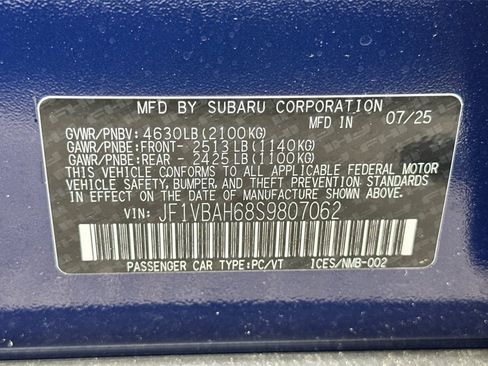 MFD BY SUBARU CORPORATION
MFD IN 07/25
GVWR/PNBV: 4630LB(2100KG)
GAWR/PNBE:FRONT- 2513LB(1140KG)
GAWR/PNBE:REAR - 2425LB(1100KG)
THIS VEHICLE CONFORMS TO ALL APPLICABLE FEDERAL MOTOR
VEHICLE SAFETY, BUMPER, AND THEFT PREVENTION STANDARDS
IN EFFECT ON THE DATE OF MANUFACTURE SHOWN ABOVE.
VIN: JF1VBAH68S9807062
PASSENGER CAR TYPE:PC/VT ICES/NMB-002